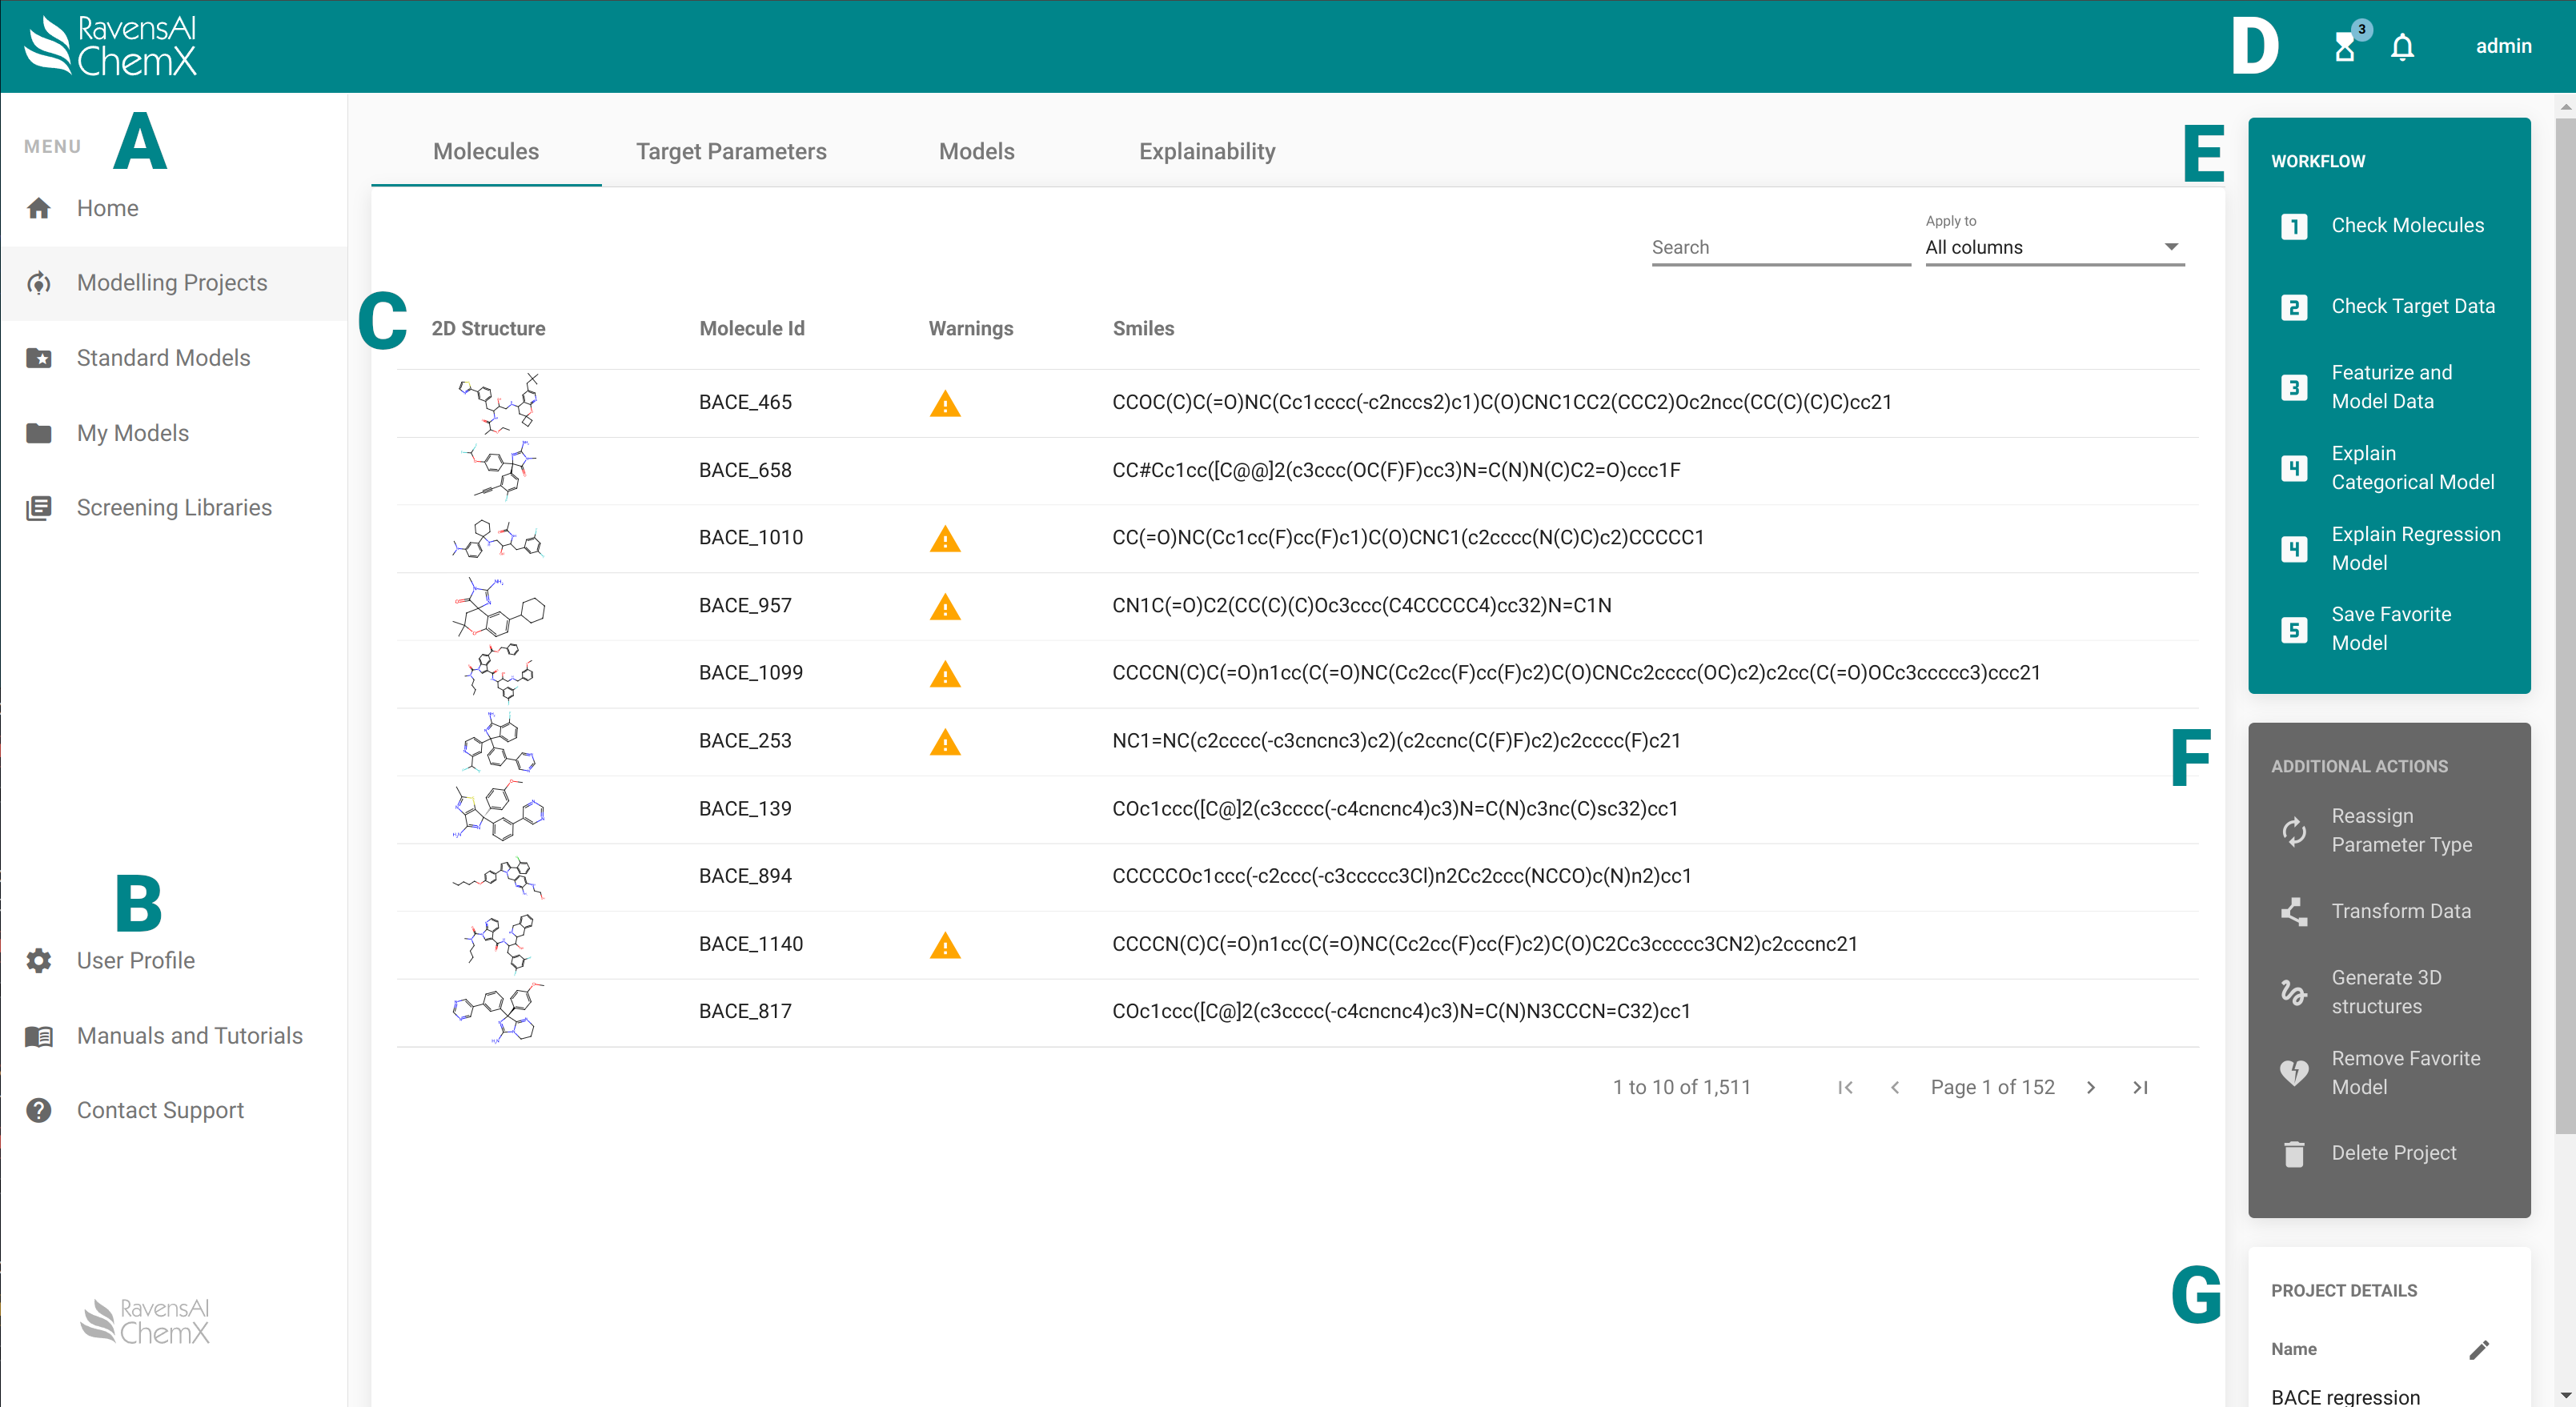 RavensAI
ChemX
D
3
admin
MENU
A
Home
Modelling Projects
Standard Models
My Models
Screening Libraries
B
User Profile
Manuals and Tutorials
Contact Support
RavensAI
ChemX
Molecules Target Parameters Models Explainability
Search
Apply to
All columns
C
2D Structure Molecule Id Warnings Smiles
BACE_465 CCOC(C)C(=O)NC(Cc1cccc(-c2nccs2)c1)C(O)CNC1CC2(CCC2)Oc2ncc(CC(C)(C)C)cc21
BACE_658 CC#Cc1cc([C@@]2(c3ccc(OC(F)F)cc3)N=C(N)N(C)C2=O)ccc1F
BACE_1010 CC(=O)NC(Cc1cc(F)cc(F)c1)C(O)CNC1(c2cccc(N(C)C)c2)CCCCC1
BACE_957 CN1C(=O)C2(CC(C)(C)Oc3ccc(C4CCCCC4)cc32)N=C1N
BACE_1099 CCCCN(C)C(=O)n1cc(C(=O)NC(Cc2cc(F)cc(F)c2)C(O)CNCc2cccc(OC)c2)c2cc(C(=O)OCc3ccccc3)ccc21
BACE_253 NC1=NC(c2cccc(-c3cncnc3)c2)(c2ccnc(C(F)F)c2)c2cccc(F)c21
BACE_139 COc1ccc([C@]2(c3cccc(-c4cncnc4)c3)N=C(N)c3nc(C)sc32)cc1
BACE_894 CCCCCOc1ccc(-c2ccc(-c3ccccc3Cl)n2Cc2ccc(NCCO)c(N)n2)cc1
BACE_1140 CCCCN(C)C(=O)n1cc(C(=O)NC(Cc2cc(F)cc(F)c2)C(O)C2Cc3ccccc3CN2)c2cccnc21
BACE_817 COc1ccc([C@]2(c3cccc(-c4cncnc4)c3)N=C(N)N3CCCN=C32)cc1
1 to 10 of 1,511 Page 1 of 152
E
WORKFLOW
1 Check Molecules
2 Check Target Data
3 Featurize and
Model Data
4 Explain
Categorical Model
4 Explain Regression
Model
5 Save Favorite
Model
F
ADDITIONAL ACTIONS
Reassign
Parameter Type
Transform Data
Generate 3D
structures
Remove Favorite
Model
Delete Project
G
PROJECT DETAILS
Name
BACE regression